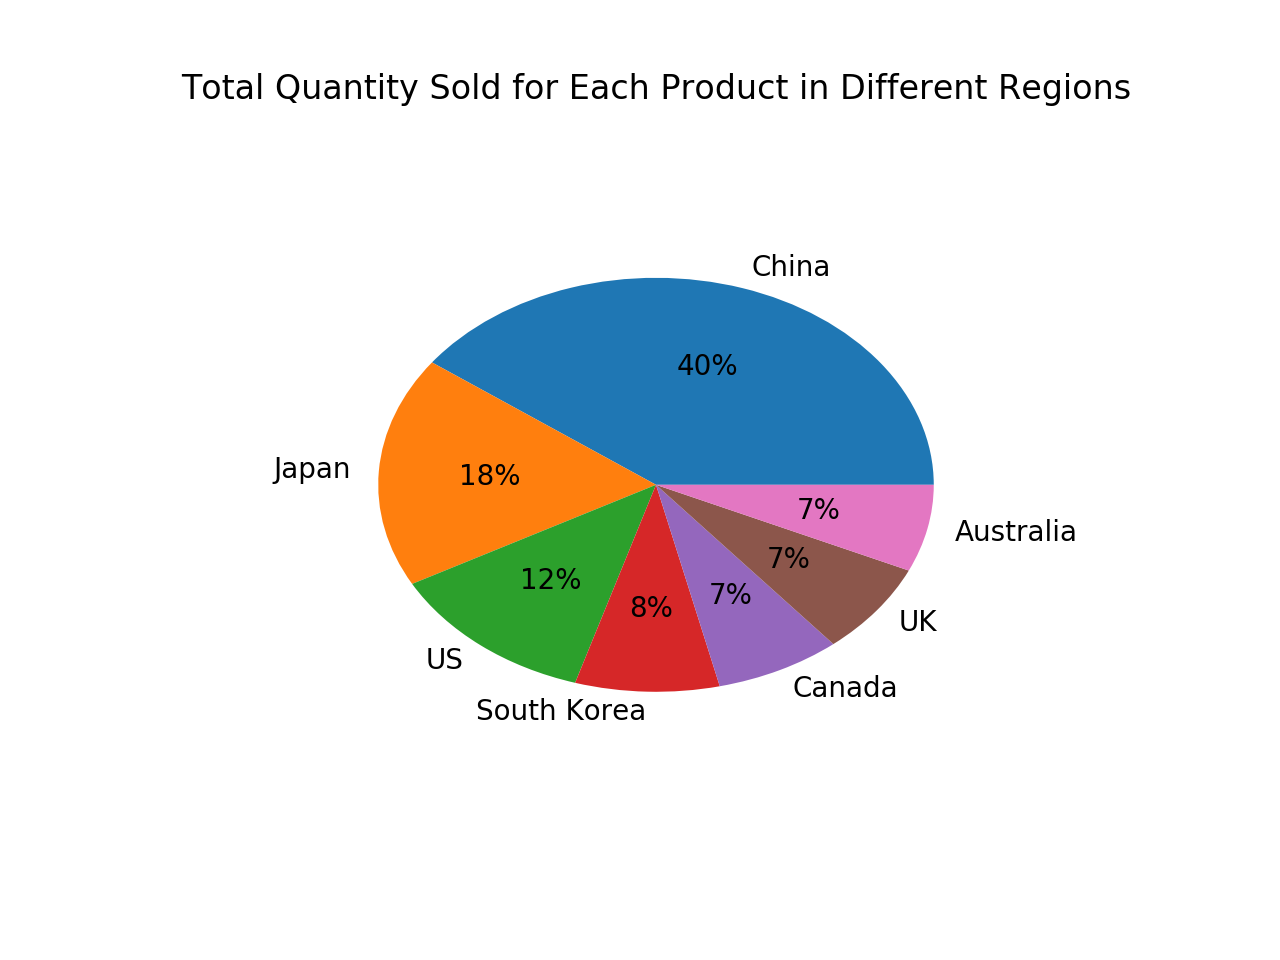 Total Quantity Sold for Each Product in Different Regions
China
40%
Japan
18%
7%
Australia
12%
7%
8%
7%
UK
US
South Korea
Canada